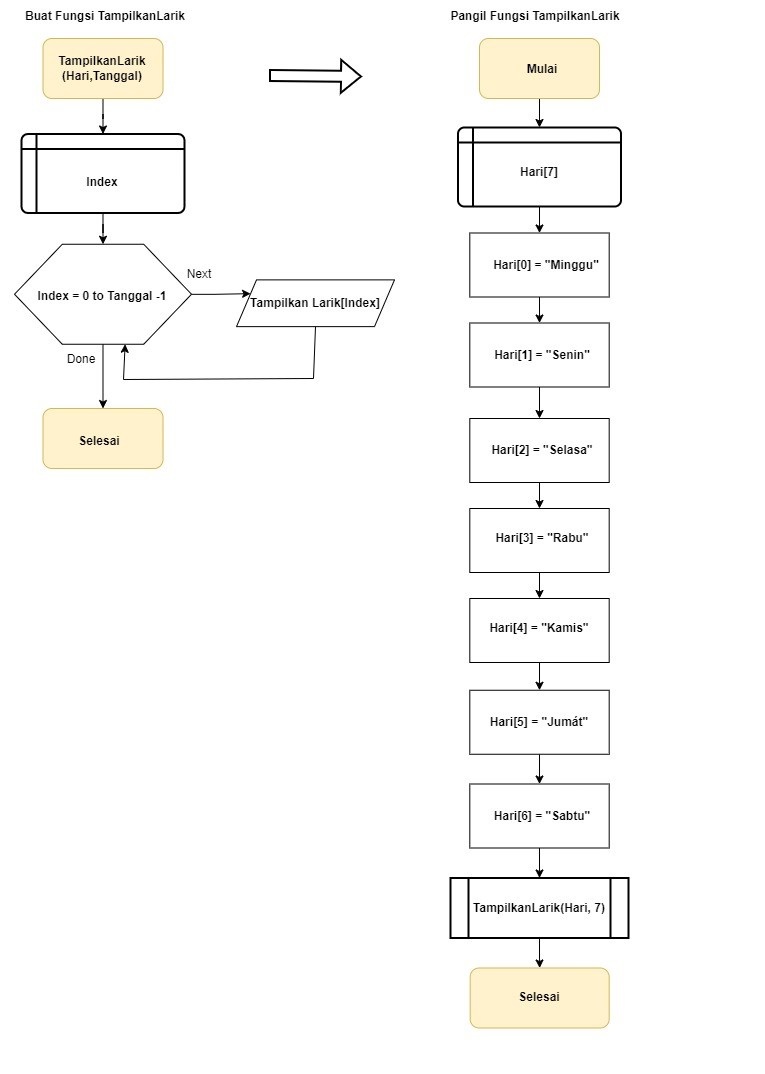 Buat Fungsi TampilkanLarik
TampilkanLarik
(Hari,Tanggal)
Index
Index = 0 to Tanggal -1
Next
Tampilkan Larik[Index]
Done
Selesai
Pangil Fungsi TampilkanLarik
Mulai
Hari[7]
Hari[0] = "Minggu"
Hari[1] = "Senin"
Hari[2] = "Selasa"
Hari[3] = "Rabu"
Hari[4] = "Kamis"
Hari[5] = "Jumát"
Hari[6] = "Sabtu"
TampilkanLarik(Hari, 7)
Selesai